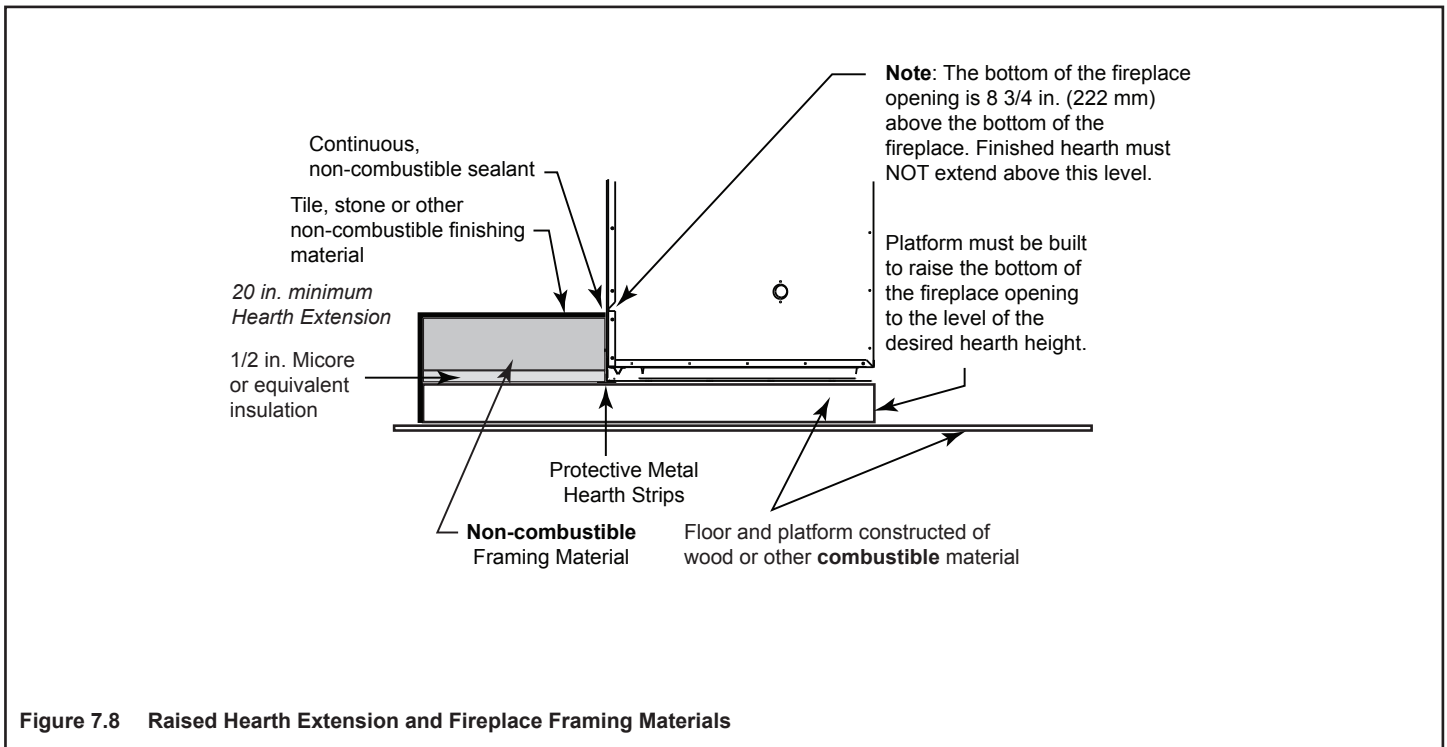 Note: The bottom of the fireplace
opening is 8 3/4 in. (222 mm)
above the bottom of the
fireplace. Finished hearth must
NOT extend above this level.
Continuous,
non-combustible sealant
Tile, stone or other
non-combustible finishing
material
20 in. minimum
Hearth Extension
1/2 in. Micore
or equivalent
insulation
Platform must be built
to raise the bottom of
the fireplace opening
to the level of the
desired hearth height.
Protective Metal
Hearth Strips
Non-combustible
Framing Material
Floor and platform constructed of
wood or other combustible material
Figure 7.8 Raised Hearth Extension and Fireplace Framing Materials